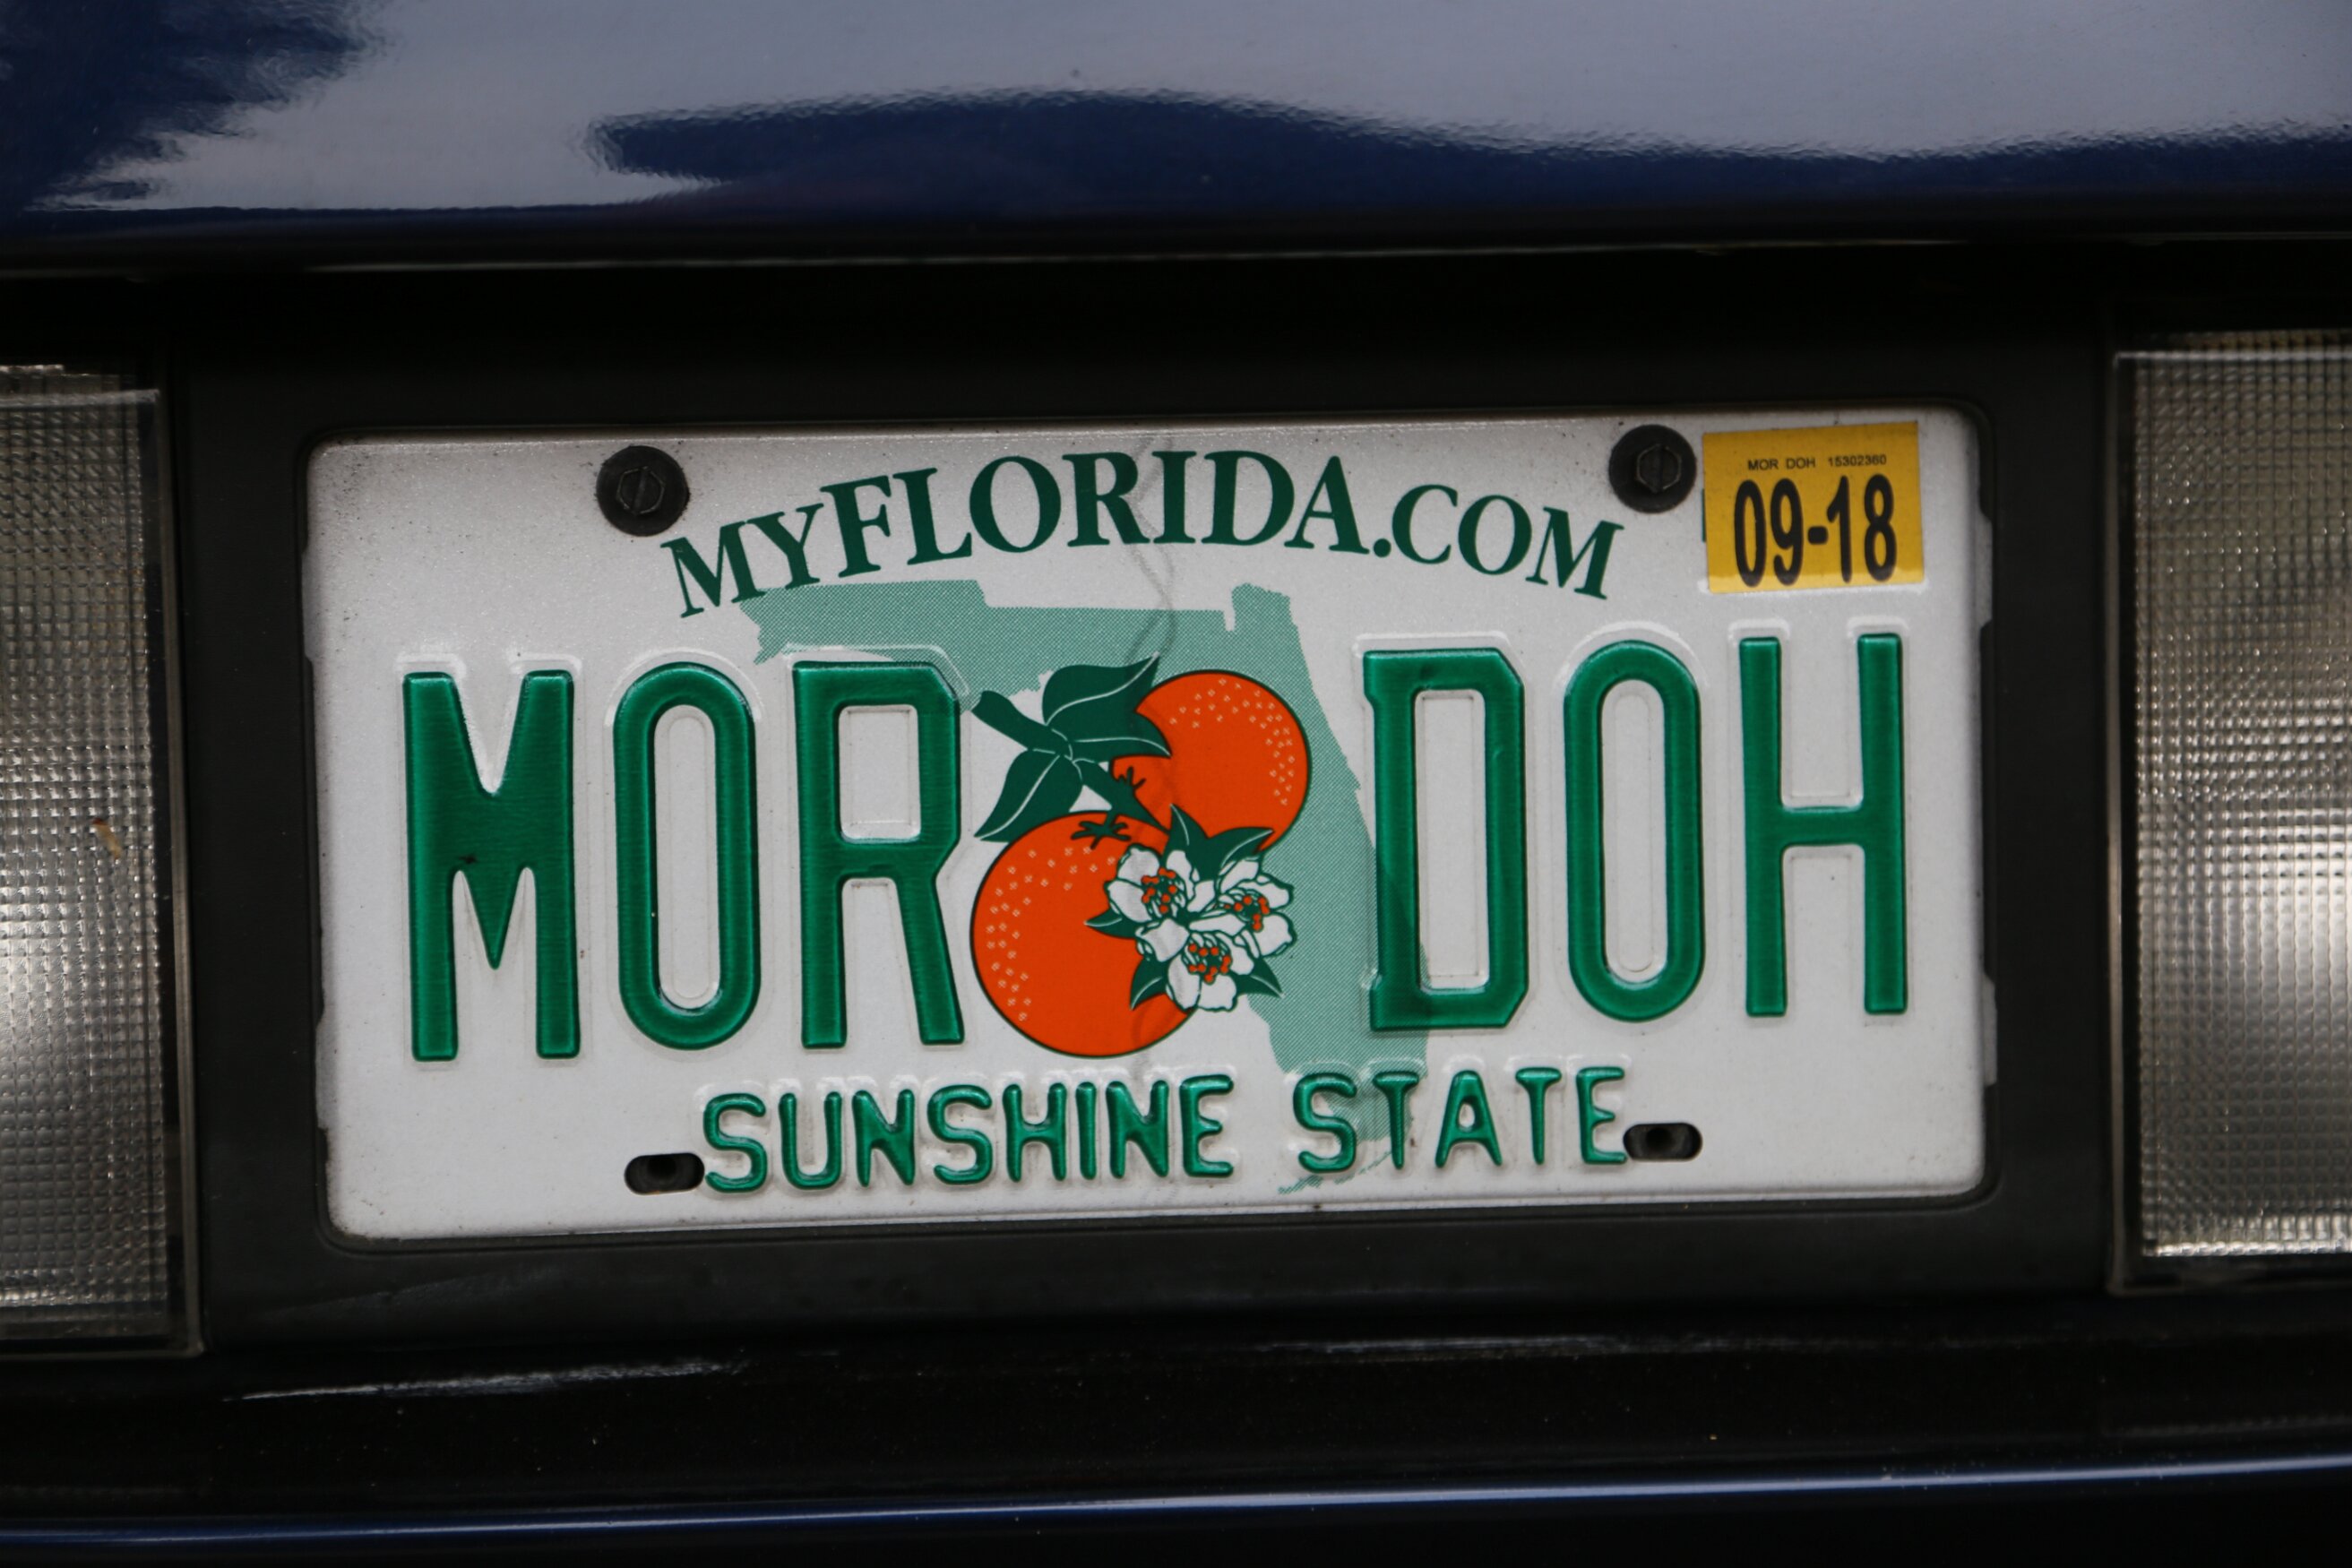 MYFLORIDA.COM
MOR DOH 15302360
09-18
MOR DOH
SUNSHINE STATE